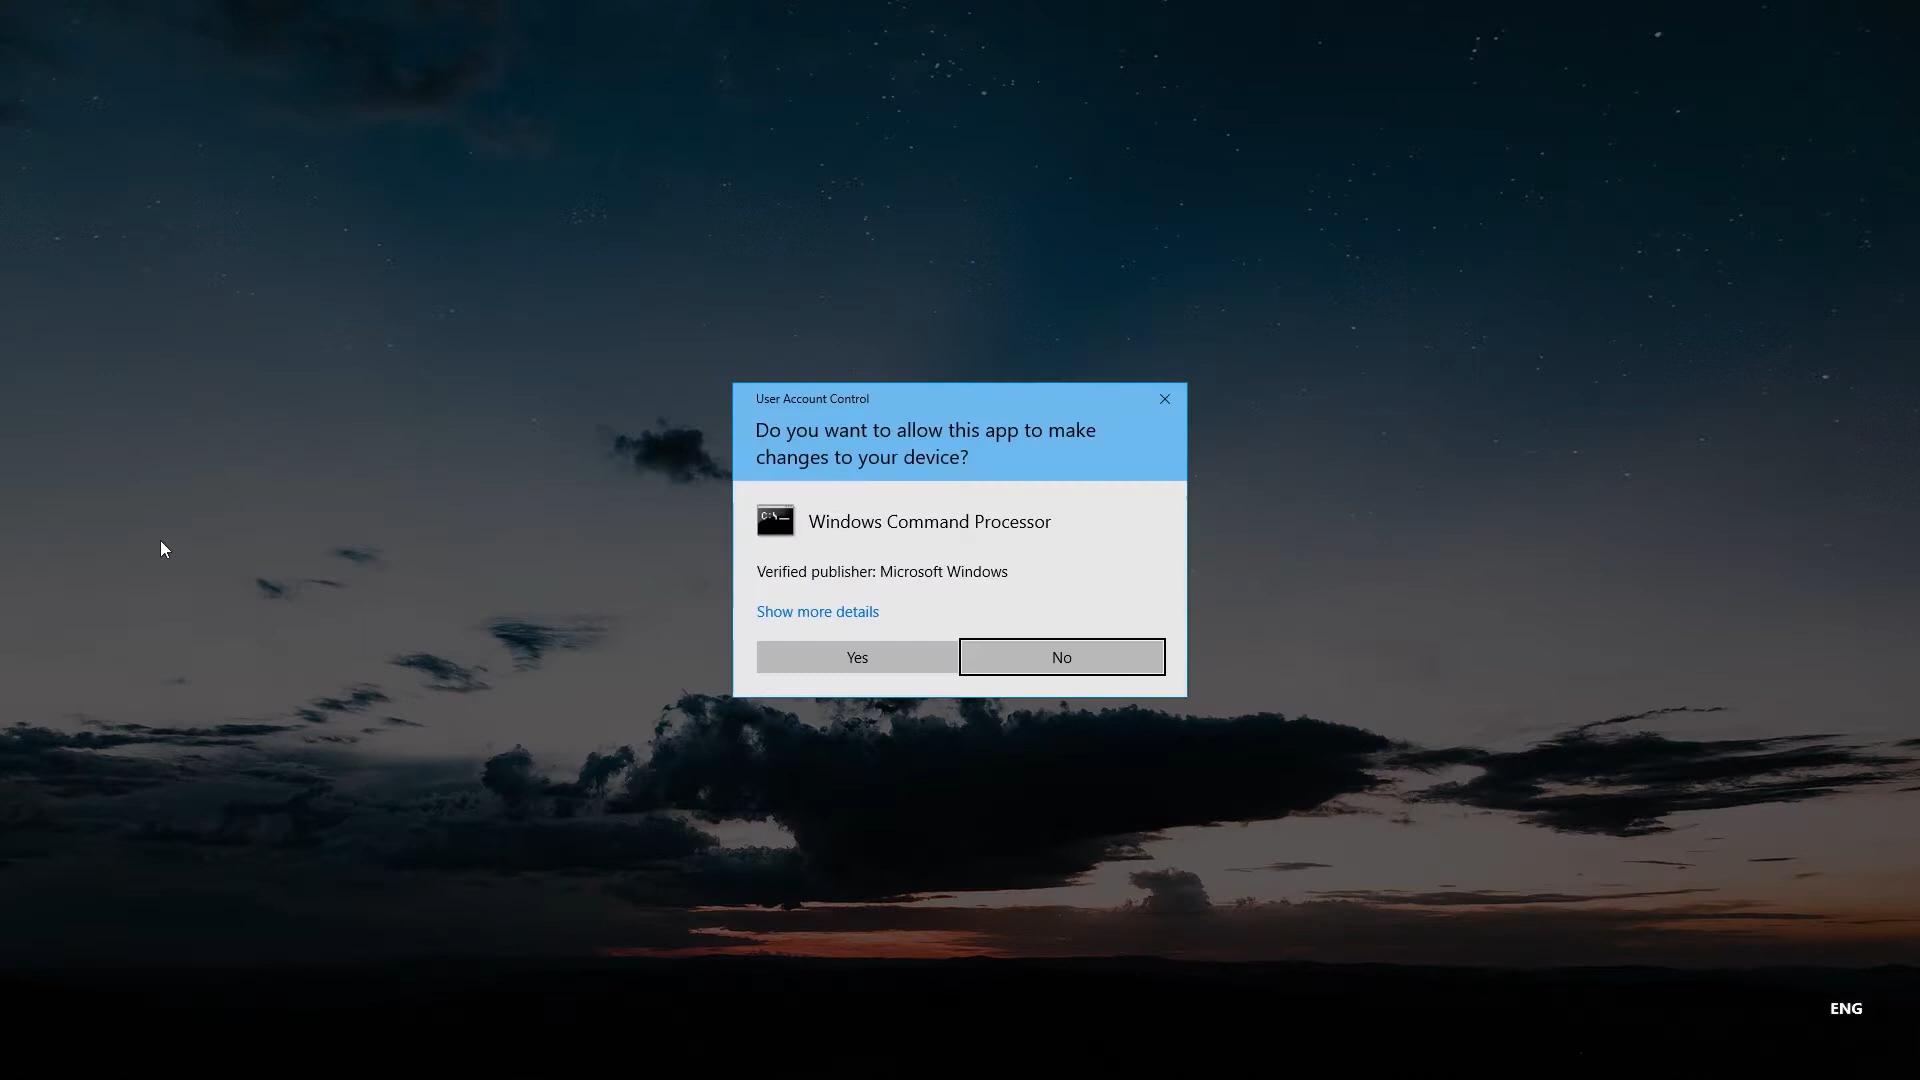 User Account Control
Do you want to allow this app to make
changes to your device?
C:\
Windows Command Processor
Verified publisher: Microsoft Windows
Show more details
Yes
No
ENG